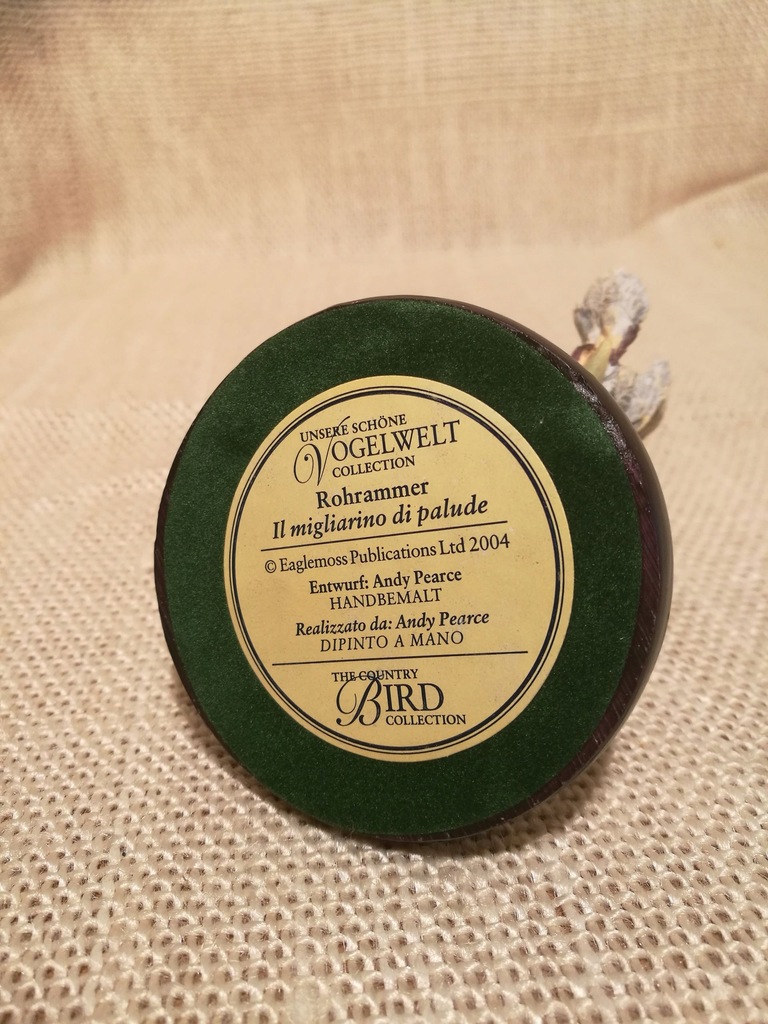 UNSERE SCHÖNE
VOGELWELT
COLLECTION
Rohrammer
Il migliarino di palude
© Eaglemoss Publications Ltd 2004
Entwurf: Andy Pearce
HANDBEMALT
Realizzato da: Andy Pearce
DIPINTO A MANO
THE COUNTRY
BIRD
COLLECTION